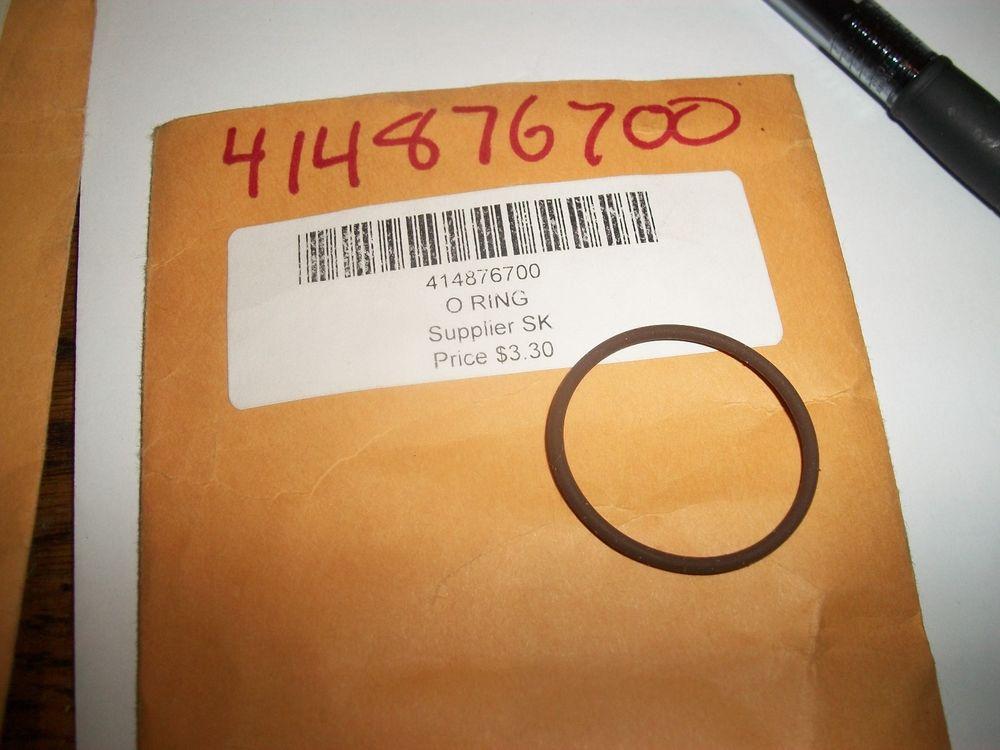 414876700
414876700
O RING
Supplier SK
Price $3.30